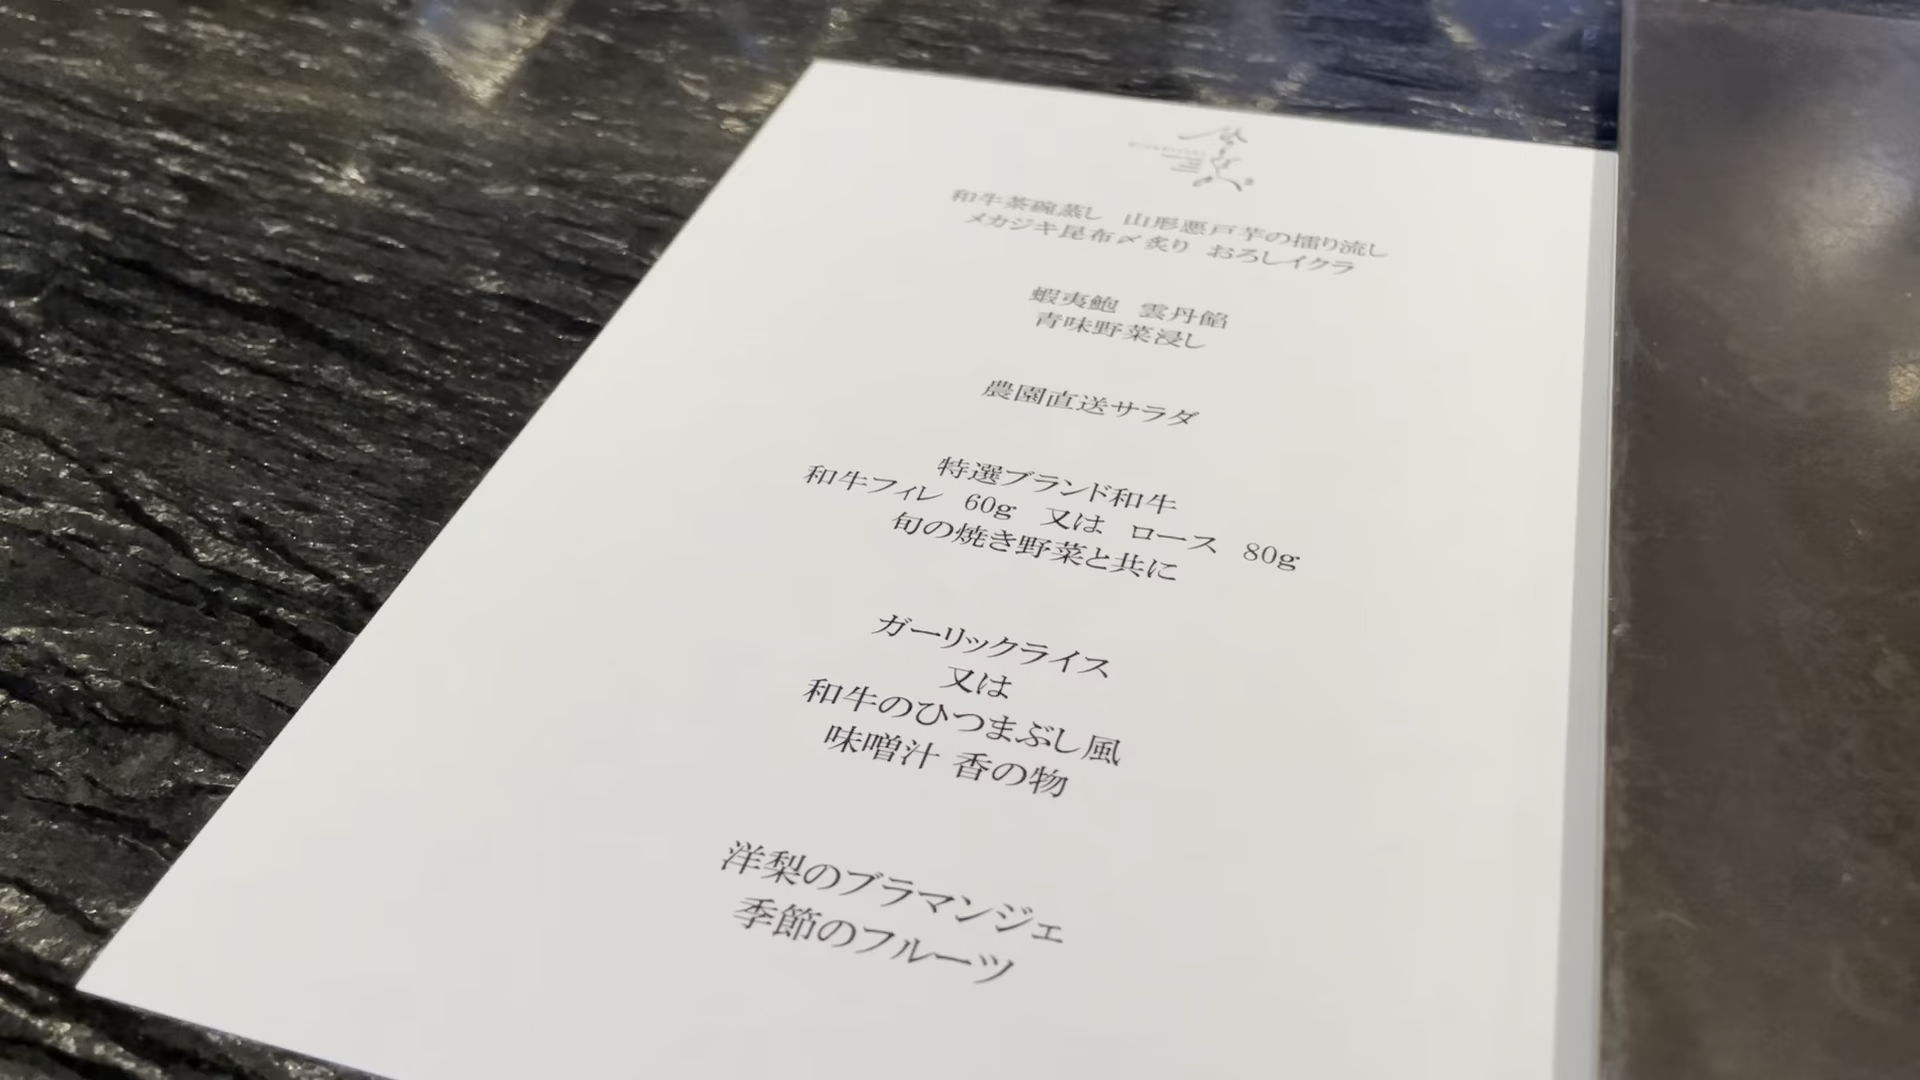 和牛茶碗蒸し 山形悪戸芋の擂り流し
メカジキ昆布〆炙り おろしイクラ
蝦夷鮑 雲丹餡
青味野菜浸し
農園直送サラダ
特選ブランド和牛
和牛フィレ 60g 又は ロース 80g
旬の焼き野菜と共に
ガーリックライス
又は
和牛のひつまぶし風
味噌汁 香の物
洋梨のブラマンジェ
季節のフルーツ